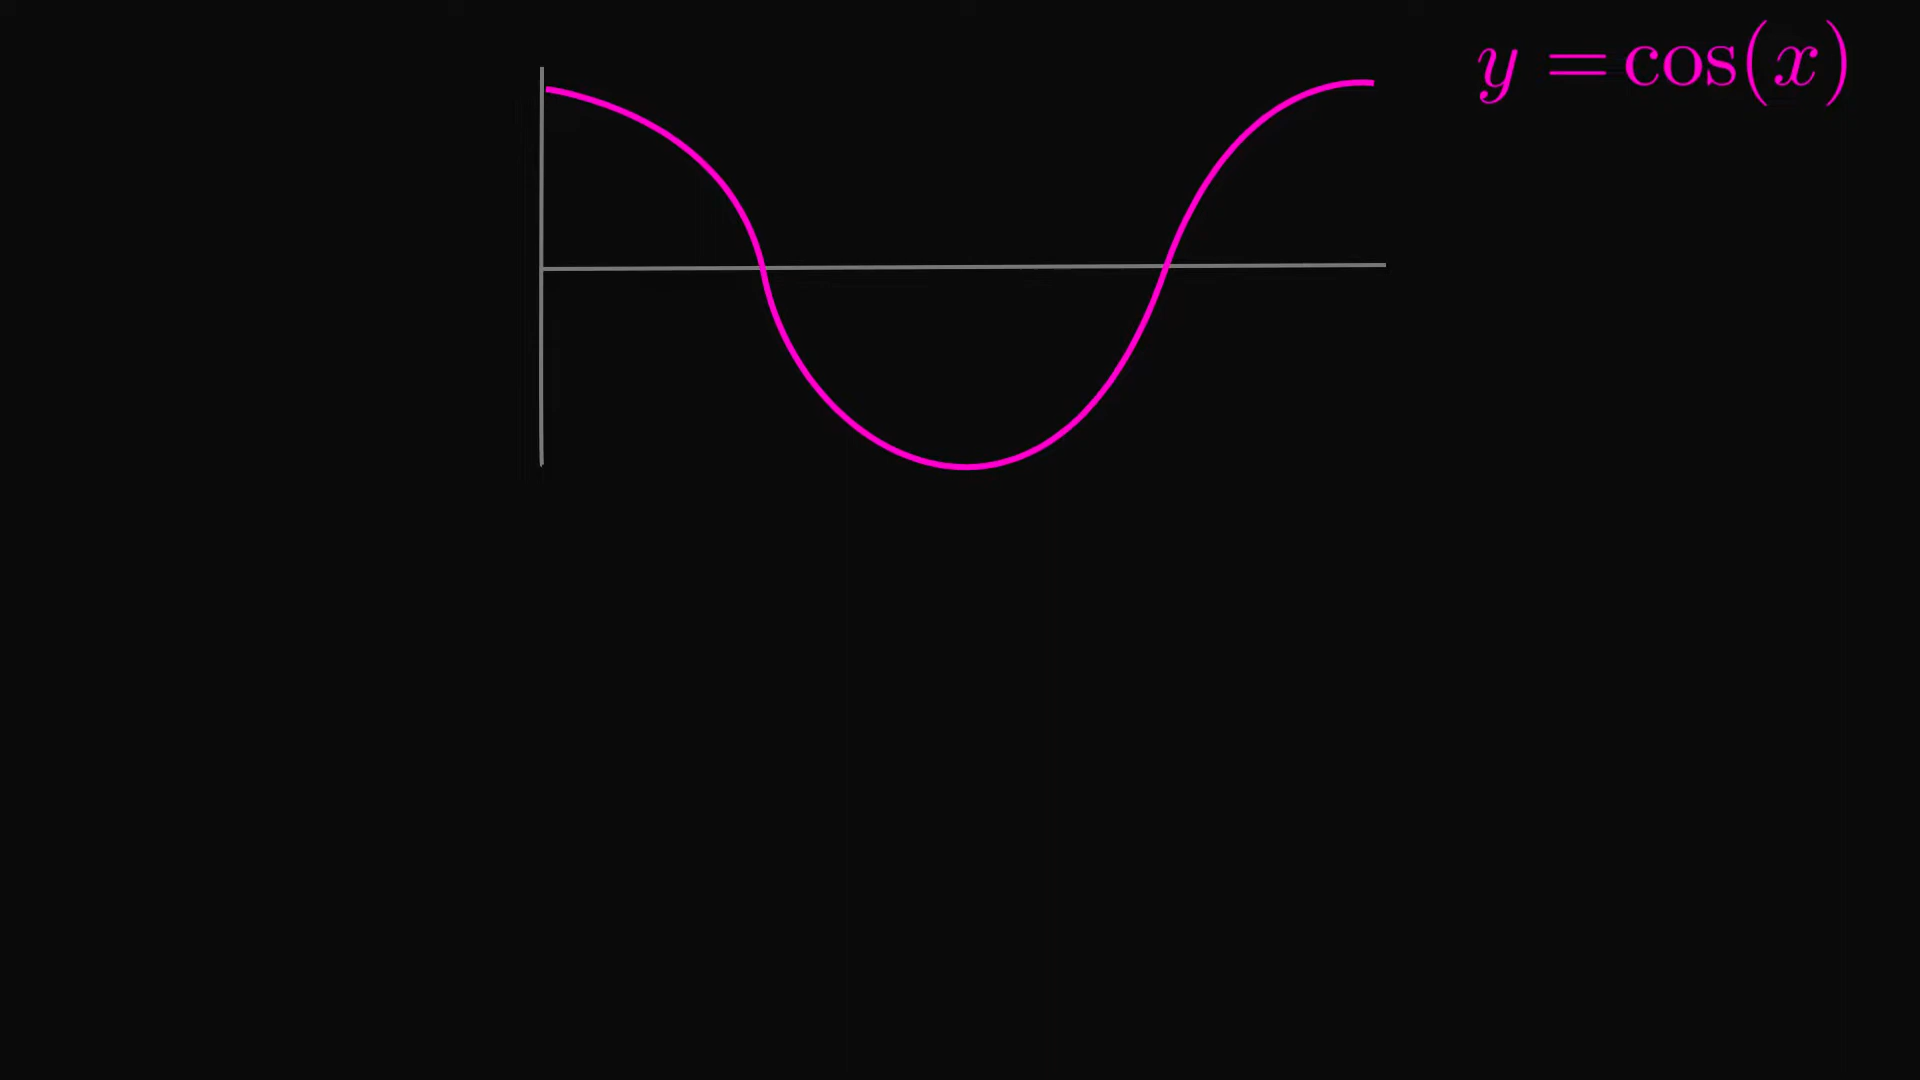 y = cos(x)